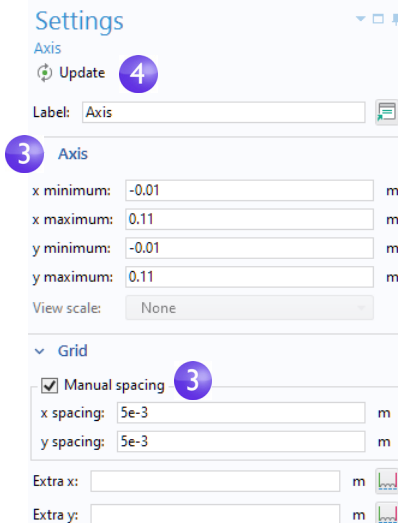 Settings
Axis
Update 4
Label: Axis
3 Axis
x minimum: -0.01 m
x maximum: 0.11 m
y minimum: -0.01 m
y maximum: 0.11 m
View scale: None
Grid
Manual spacing 3
x spacing: 5e-3 m
y spacing: 5e-3 m
Extra x: m
Extra y: m